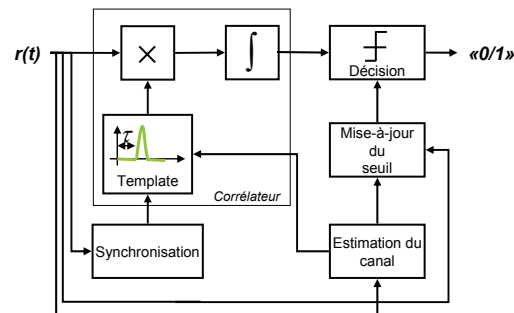 r(t)
×
∫
Décision
«0/1»
τ
Template
Mise-à-jour
du
seuil
Corrélateur
Synchronisation
Estimation du
canal